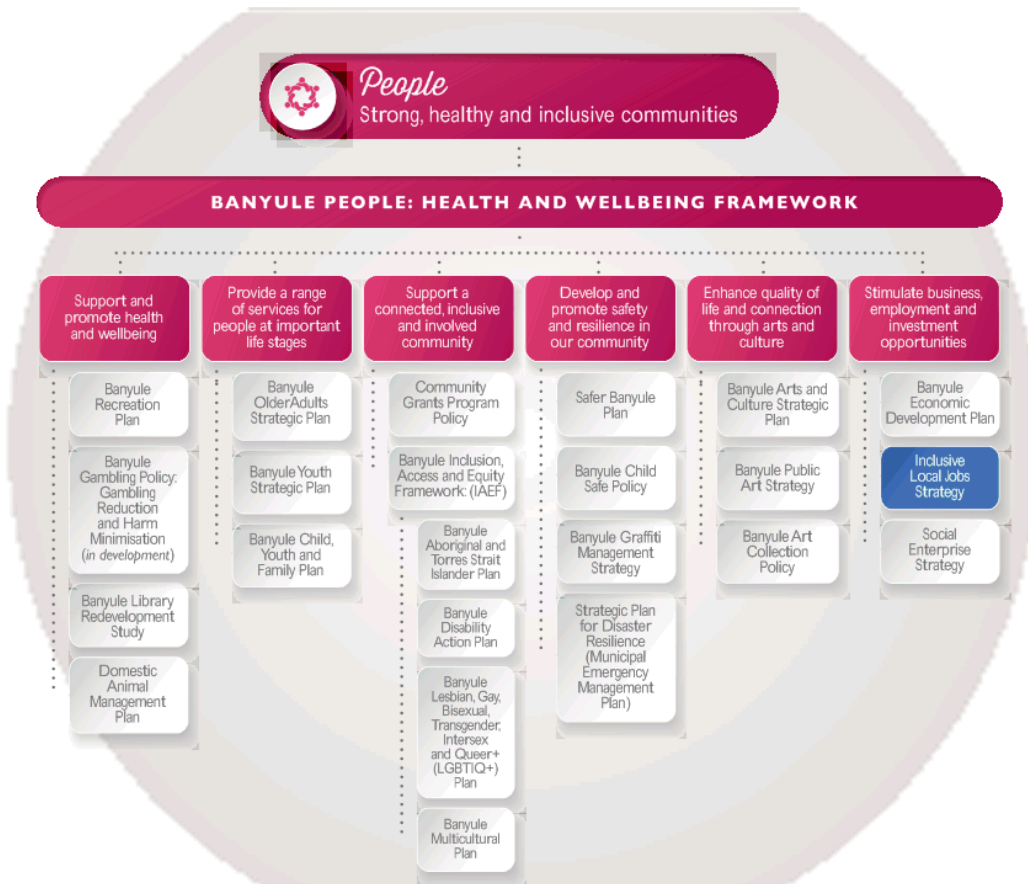 People
Strong, healthy and inclusive communities
BANYULE PEOPLE: HEALTH AND WELLBEING FRAMEWORK
Support and
promote health
and wellbeing
Banyule
Recreation
Plan
Banyule
Gambling Policy:
Gambling
Reduction
and Harm
Minimisation
(in development)
Banyule Library
Redevelopment
Study
Domestic
Animal
Management
Plan
Provide a range
of services for
people at important
life stages
Banyule
OlderAdults
Strategic Plan
Banyule Youth
Strategic Plan
Banyule Child,
Youth and
Family Plan
Support a
connected, inclusive
and involved
community
Community
Grants Program
Policy
Banyule Inclusion,
Access and Equity
Framework: (IAEF)
Banyule
Aboriginal and
Torres Strait
Islander Plan
Banyule
Disability
Action Plan
Banyule
Lesbian, Gay,
Bisexual,
Transgender,
Intersex
and Queer+
(LGBTIQ+)
Plan
Banyule
Multicultural
Plan
Develop and
promote safety
and resilience in
our community
Safer Banyule
Plan
Banyule Child
Safe Policy
Banyule Graffiti
Management
Strategy
Strategic Plan
for Disaster
Resilience
(Municipal
Emergency
Management
Plan)
Enhance quality of
life and connection
through arts and
culture
Banyule Arts and
Culture Strategic
Plan
Banyule Public
Art Strategy
Banyule Art
Collection
Policy
Stimulate business,
employment and
investment
opportunities
Banyule
Economic
Development Plan
Inclusive
Local Jobs
Strategy
Social
Enterprise
Strategy